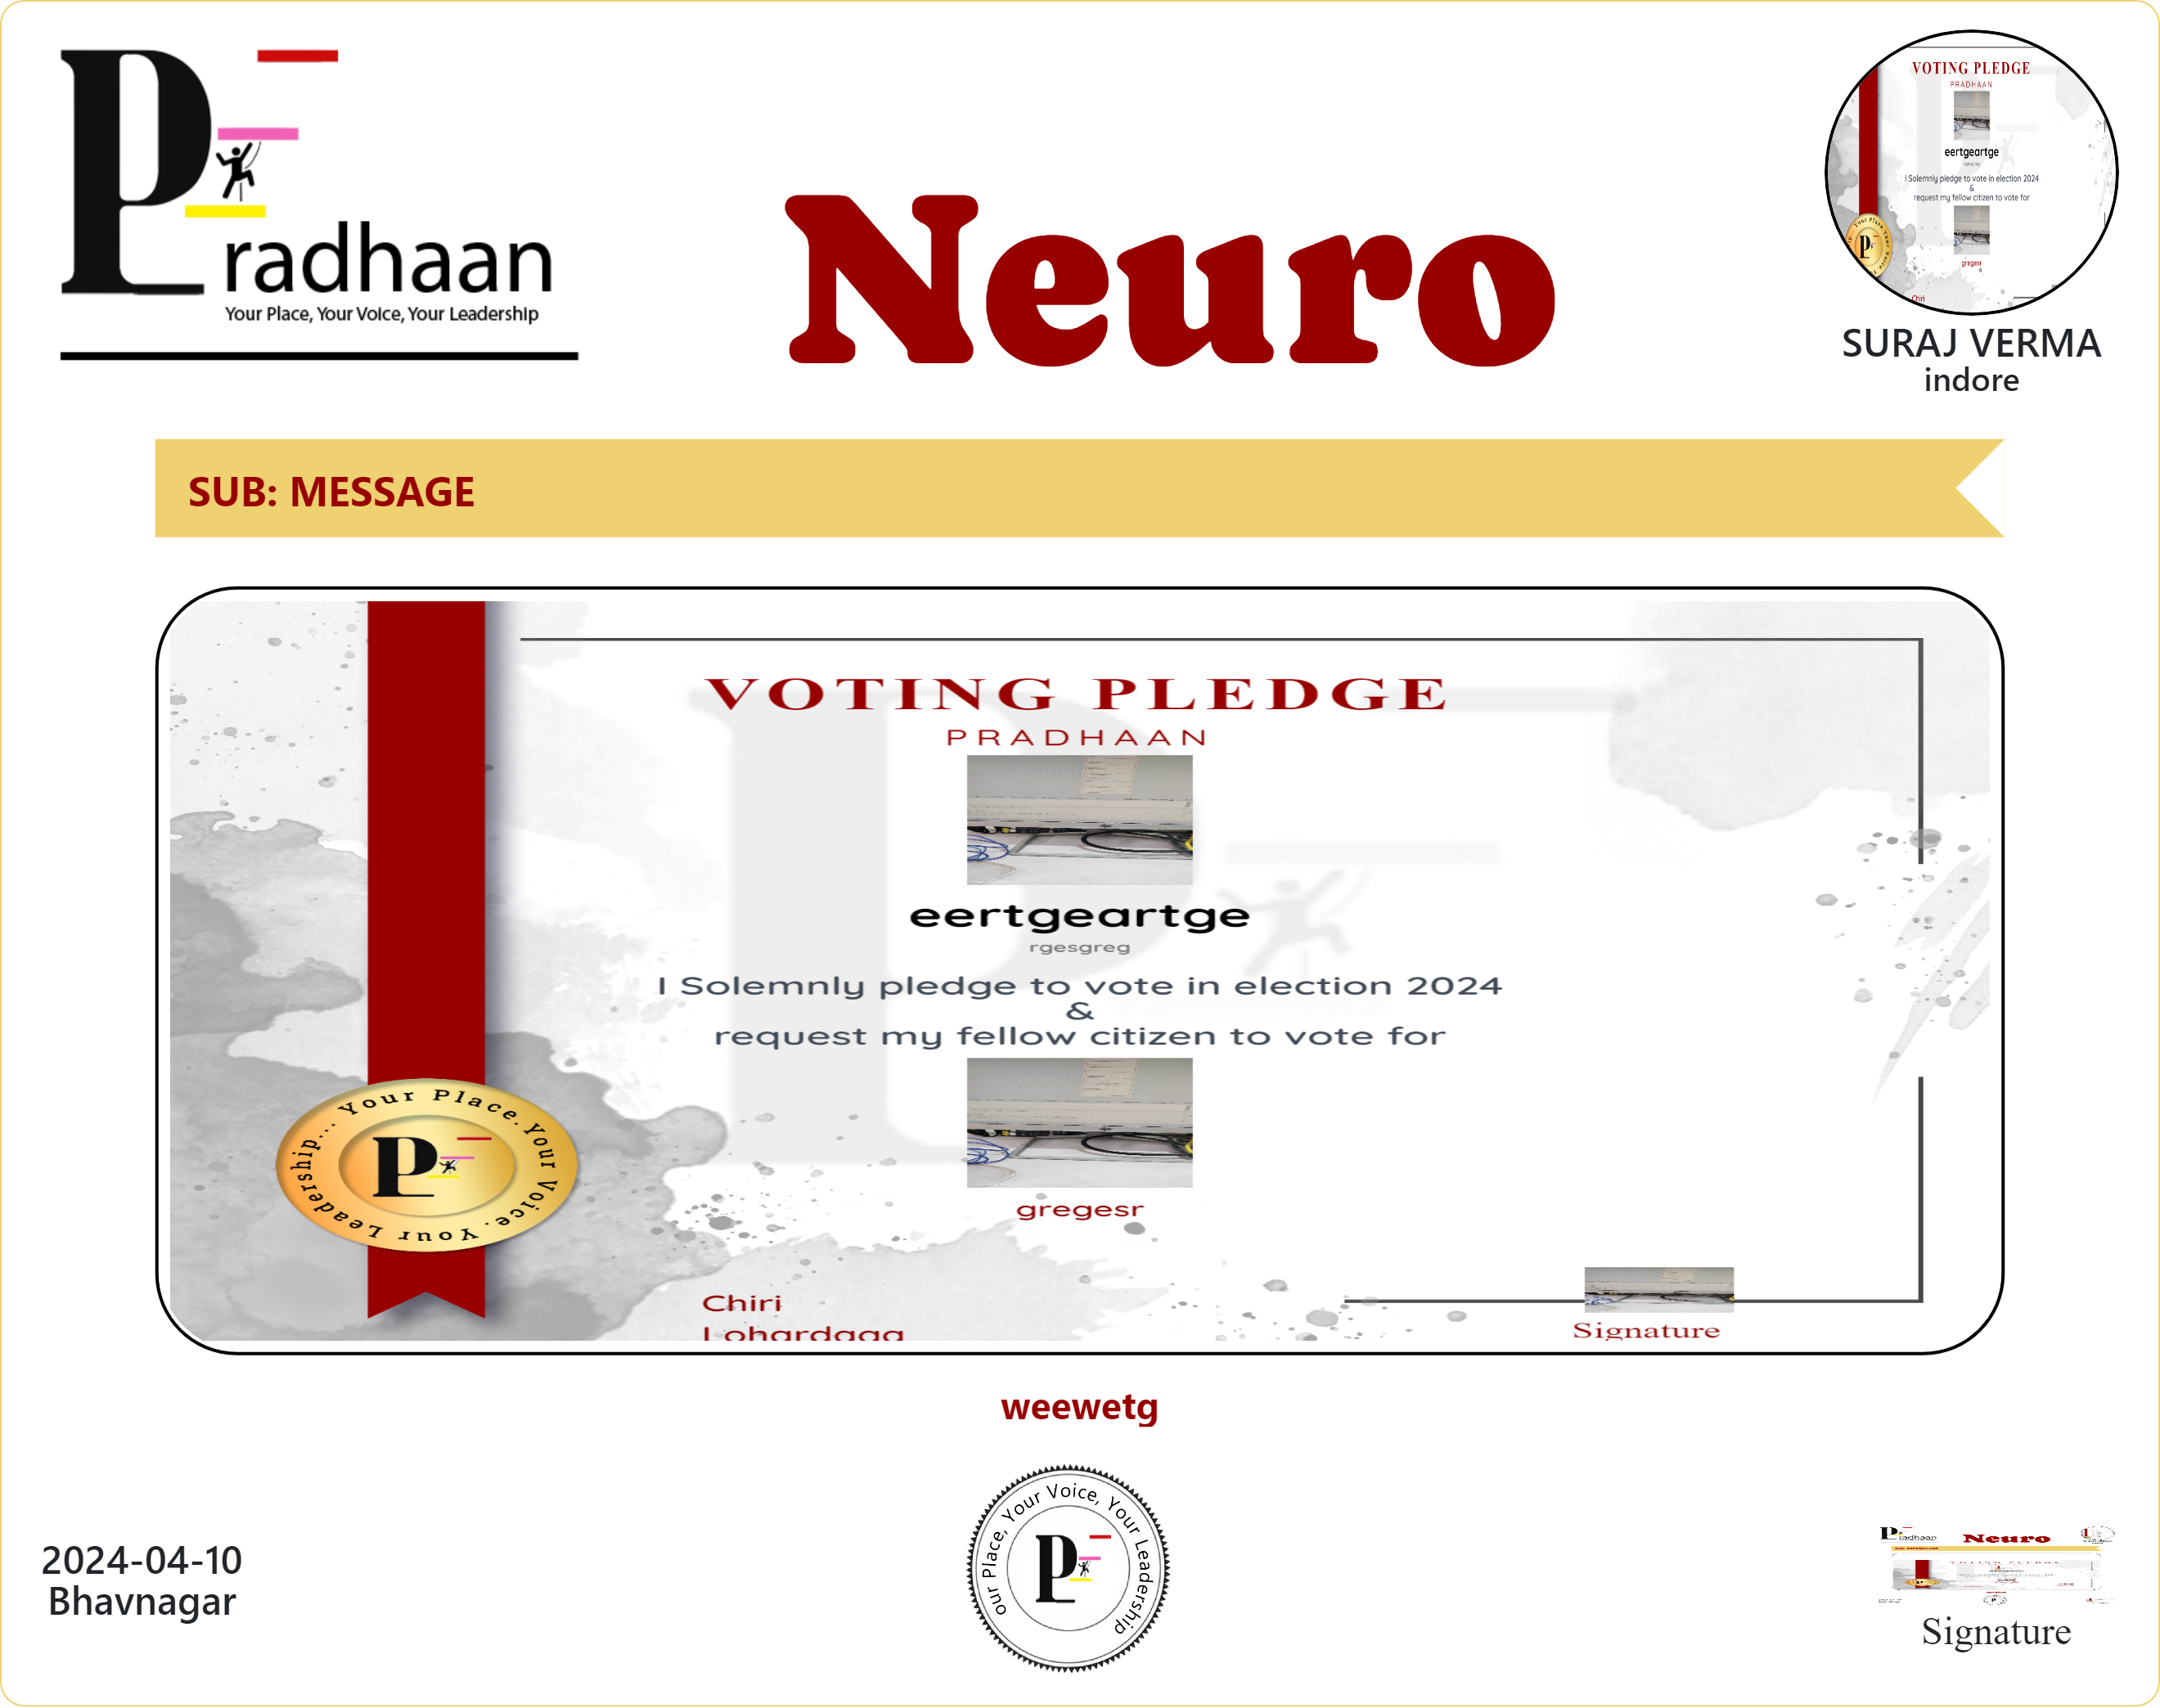 Pradhaan
Your Place, Your Voice, Your Leadership
Neuro
VOTING PLEDGE
PRADHAAN
eertgeartge
I Solemnly pledge to vote in election 2024
&
request my fellow citizen to vote for
gregesr
Chiri
SURAJ VERMA
indore
SUB: MESSAGE
VOTING PLEDGE
PRADHAAN
eertgeartge
rgesgreg
I Solemnly pledge to vote in election 2024
&
request my fellow citizen to vote for
gregesr
Your Place. Your Voice. Your Leadership...
P
Chiri
Lohardaga
Signature
weewetg
our Place, Your Voice, Your Leadership
P
2024-04-10
Bhavnagar
Neuro
Signature